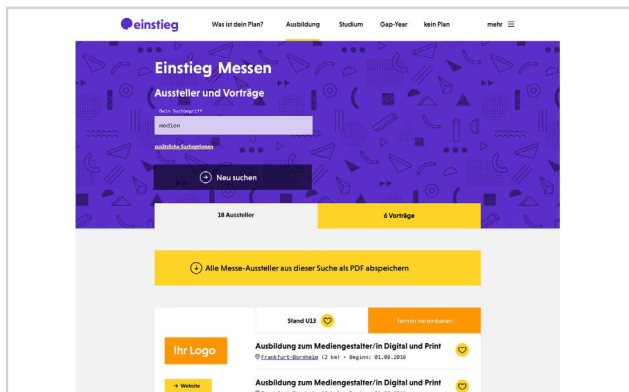 einstieg
Was ist dein Plan? Ausbildung Studium Gap-Year kein Plan mehr
Einstieg Messen
Aussteller und Vorträge
Dein Suchbegriff
medien
zusätzliche Suchoptionen
Neu suchen
18 Aussteller 6 Vorträge
Alle Messe-Aussteller aus dieser Suche als PDF abspeichern
Stand U13 Termin vereinbaren
Ihr Logo
Ausbildung zum Mediengestalter/in Digital und Print
Frankfurt-Bornheim (2 km) • Beginn: 01.08.2018
→ Website
Ausbildung zum Mediengestalter/in Digital und Print